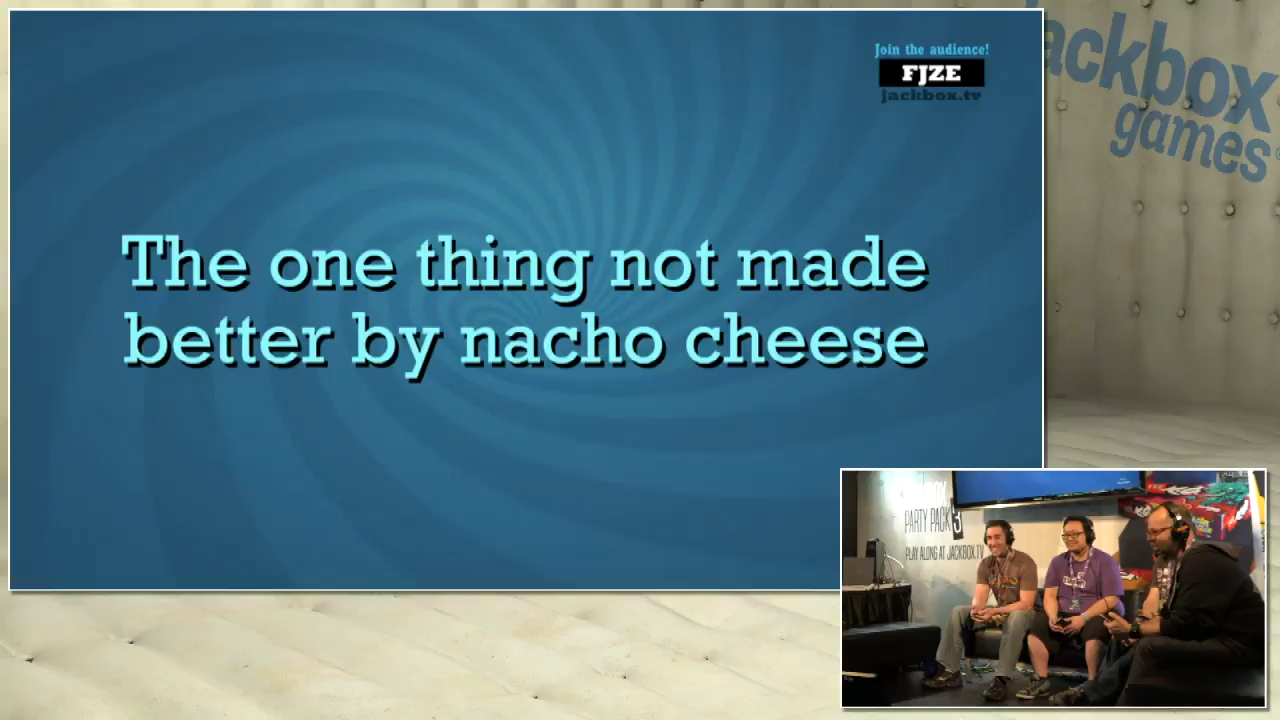 Join the audience!
FJZE
jackbox.tv
jackbox
games
The one thing not made
better by nacho cheese
PARTY PACK 3
PLAY ALONG AT JACKBOX.TV